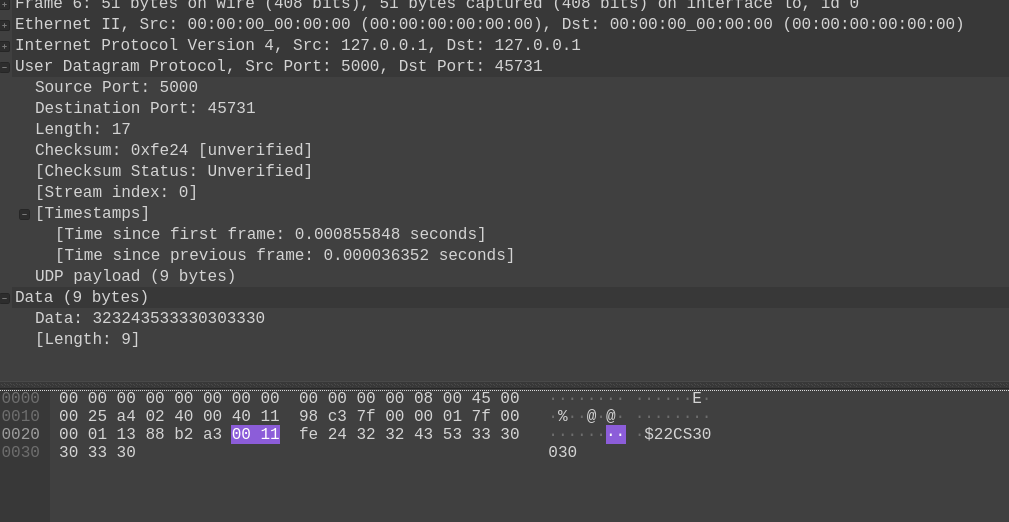 Frame 6: 51 bytes on wire (408 bits), 51 bytes captured (408 bits) on interface lo, id 0
Ethernet II, Src: 00:00:00_00:00:00 (00:00:00:00:00:00), Dst: 00:00:00_00:00:00 (00:00:00:00:00:00)
Internet Protocol Version 4, Src: 127.0.0.1, Dst: 127.0.0.1
User Datagram Protocol, Src Port: 5000, Dst Port: 45731
Source Port: 5000
Destination Port: 45731
Length: 17
Checksum: 0xfe24 [unverified]
[Checksum Status: Unverified]
[Stream index: 0]
[Timestamps]
[Time since first frame: 0.000855848 seconds]
[Time since previous frame: 0.000036352 seconds]
UDP payload (9 bytes)
Data (9 bytes)
Data: 323243533330303330
[Length: 9]
0000 00 00 00 00 00 00 00 00 00 00 00 00 08 00 45 00 ········ ······E·
0010 00 25 a4 02 40 00 40 11 98 c3 7f 00 00 01 7f 00 ·%··@·@· ········
0020 00 01 13 88 b2 a3 00 11 fe 24 32 32 43 53 33 30 ········ ·$22CS30
0030 30 33 30 030